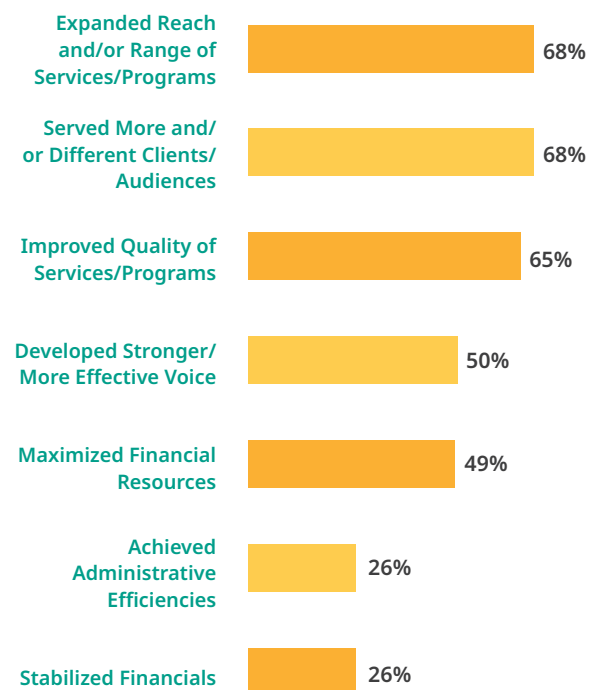 Expanded Reach
and/or Range of
Services/Programs
68%
Served More and/
or Different Clients/
Audiences
68%
Improved Quality of
Services/Programs
65%
Developed Stronger/
More Effective Voice
50%
Maximized Financial
Resources
49%
Achieved
Administrative
Efficiencies
26%
Stabilized Financials
26%